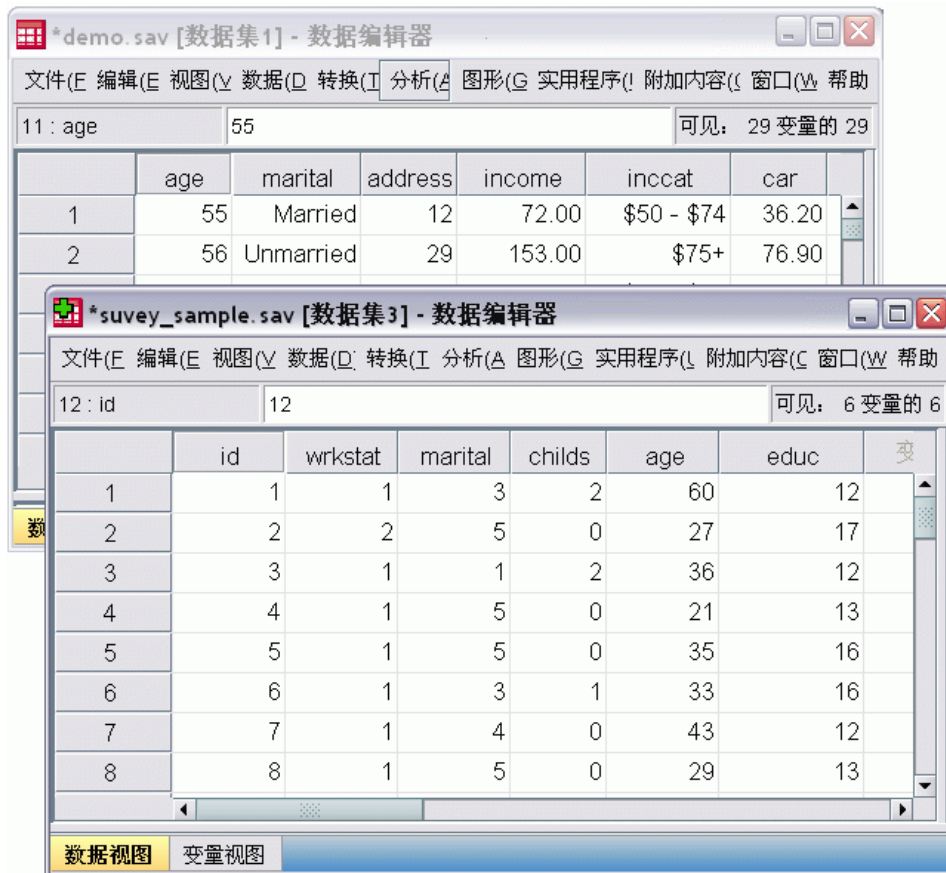 *demo.sav [数据集1] - 数据编辑器
文件(F 编辑(E 视图(V 数据(D 转换(T 分析(A 图形(G 实用程序(U 附加内容(C 窗口(W 帮助
11 : age 55 可见: 29 变量的 29
age marital address income inccat car
1 55 Married 12 72.00 $50 - $74 36.20
2 56 Unmarried 29 153.00 $75+ 76.90
数
*suvey_sample.sav [数据集3] - 数据编辑器
文件(F 编辑(E 视图(V 数据(D 转换(T 分析(A 图形(G 实用程序(U 附加内容(C 窗口(W 帮助
12 : id 12 可见: 6 变量的 6
id wrkstat marital childs age educ 变
1 1 1 3 2 60 12
2 2 2 5 0 27 17
3 3 1 1 2 36 12
4 4 1 5 0 21 13
5 5 1 5 0 35 16
6 6 1 3 1 33 16
7 7 1 4 0 43 12
8 8 1 5 0 29 13
数据视图 变量视图